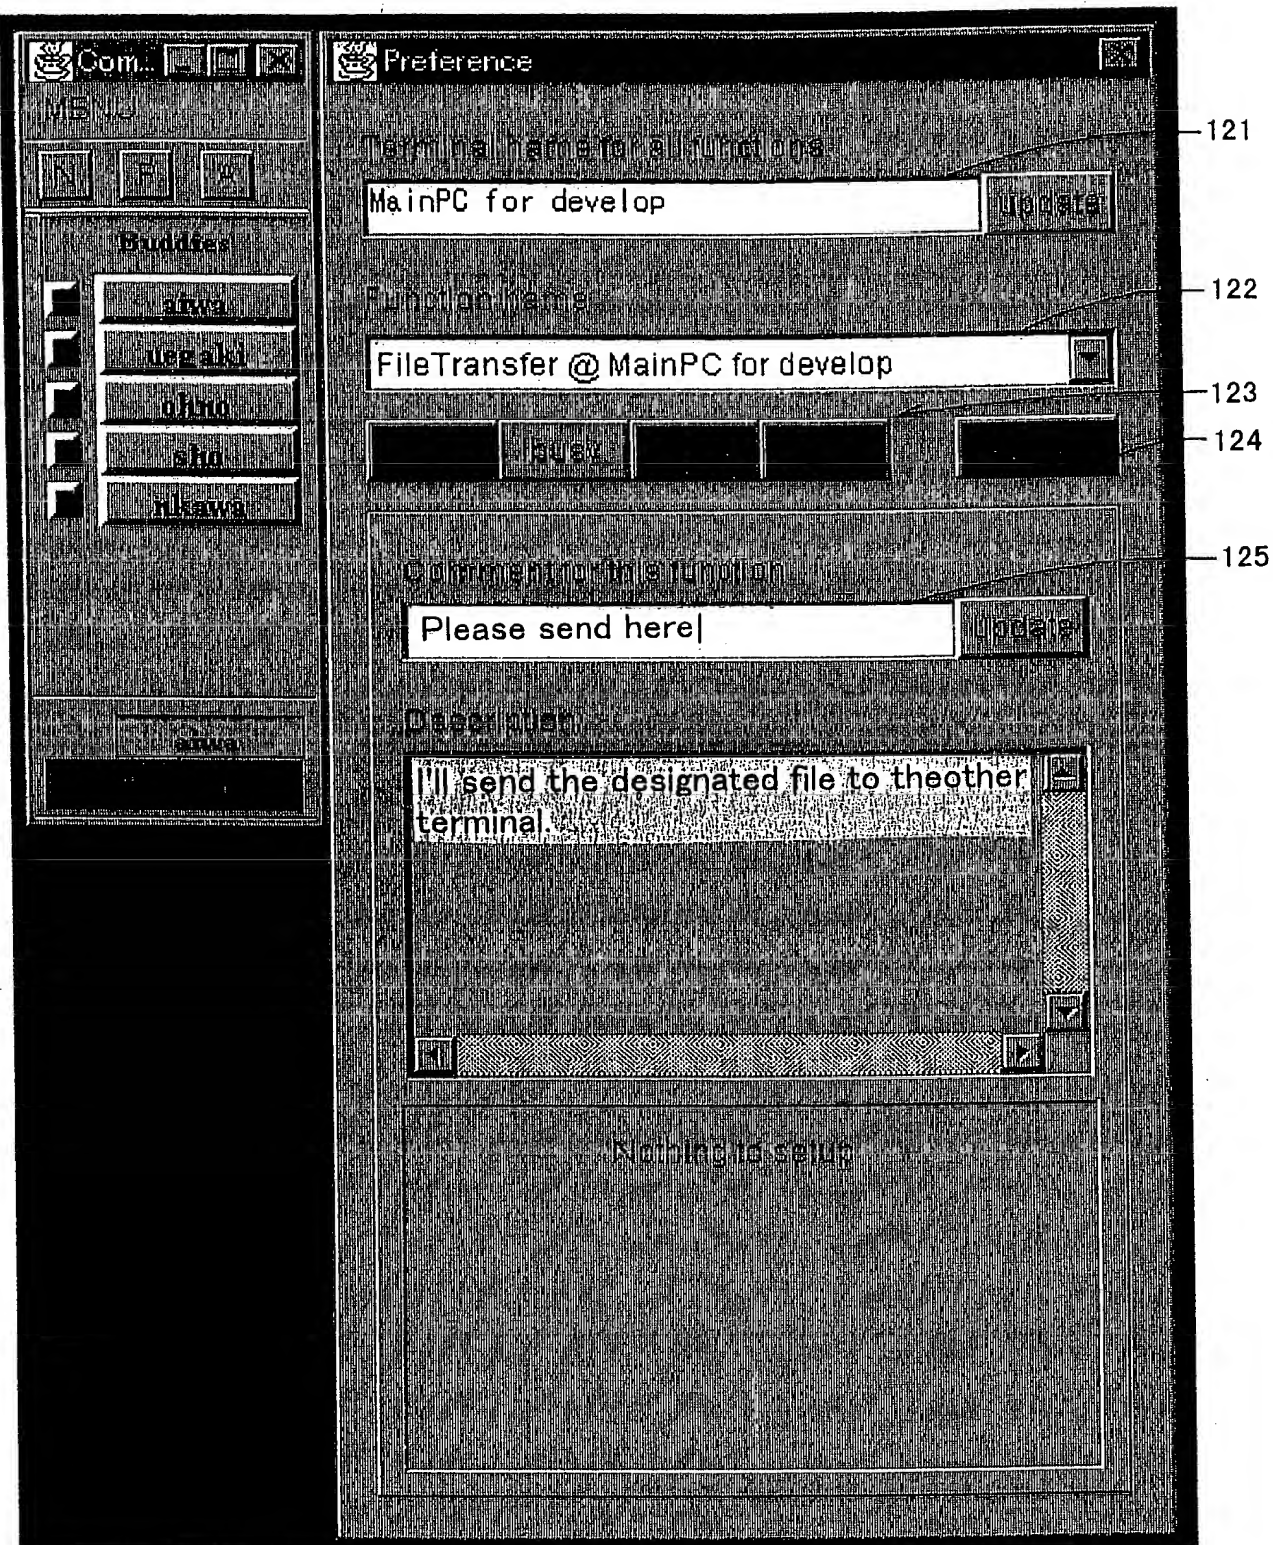 Com...
MENU
N F A
Buddies
aiwa
uegaki
ohno
sho
nkawa
aiwa
Preference
Terminal name for all functions
121
MainPC for develop
update
Function name
122
FileTransfer @ MainPC for develop
123
busy
124
Comment for this function
125
Please send here
update
Description
I'll send the designated file to theother
terminal.
Nothing to setup